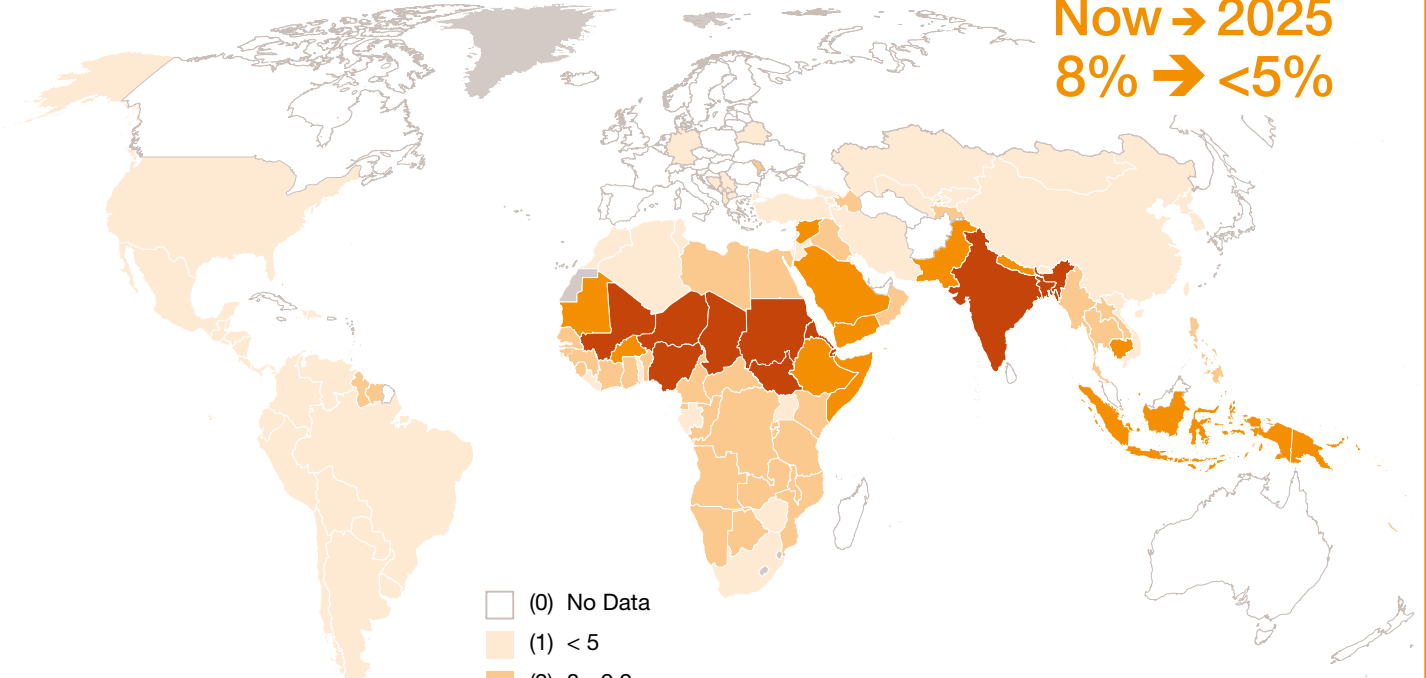 Now → 2025
8% → <5%
(0) No Data
(1) < 5